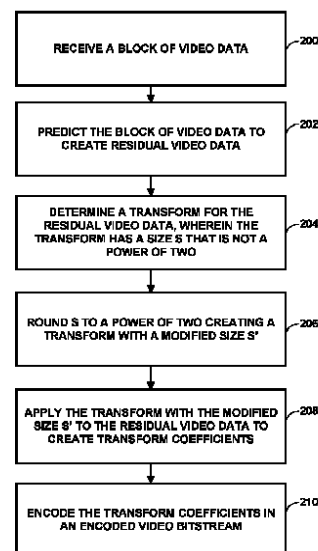 RECEIVE A BLOCK OF VIDEO DATA
200
PREDICT THE BLOCK OF VIDEO DATA TO
CREATE RESIDUAL VIDEO DATA
202
DETERMINE A TRANSFORM FOR THE
RESIDUAL VIDEO DATA, WHEREIN THE
TRANSFORM HAS A SIZE S THAT IS NOT A
POWER OF TWO
204
ROUND S TO A POWER OF TWO CREATING A
TRANSFORM WITH A MODIFIED SIZE S'
206
APPLY THE TRANSFORM WITH THE MODIFIED
SIZE S' TO THE RESIDUAL VIDEO DATA TO
CREATE TRANSFORM COEFFICIENTS
208
ENCODE THE TRANSFORM COEFFICIENTS IN
AN ENCODED VIDEO BITSTREAM
210